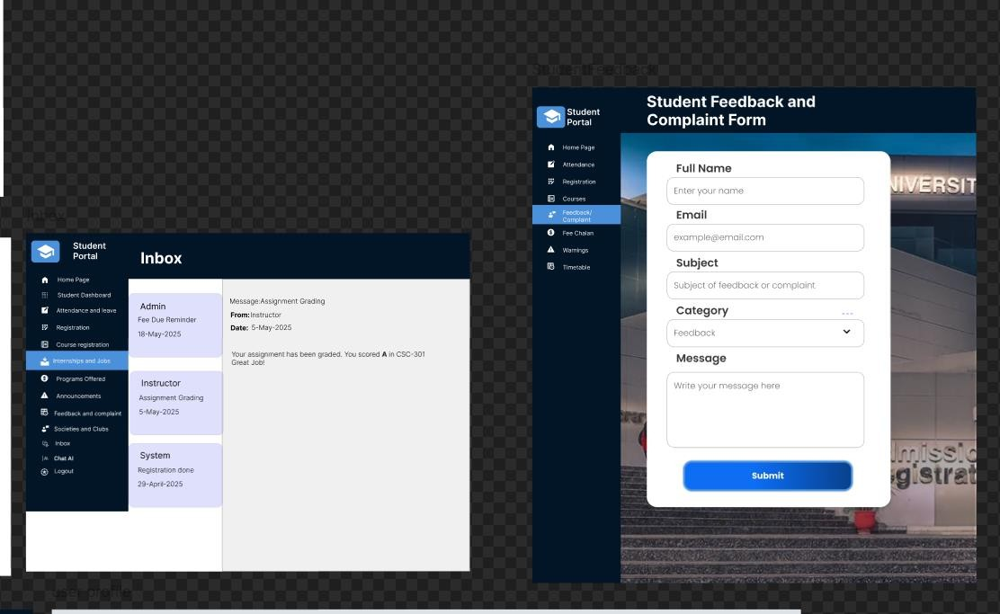 StudentFeedback
Student
Portal
Student Feedback and
Complaint Form
Home Page
Attendance
Registration
Courses
Feedback/
Complaint
Fee Chalan
Warnings
Timetable
Full Name
Enter your name
Email
example@email.com
Subject
Subject of feedback or complaint
Category
Feedback
Message
Write your message here
Submit
IVERSIT
missio
gistrat
Student
Portal
Inbox
Home Page
Student Dashboard
Attendance and leave
Registration
Course registration
Internships and Jobs
Programs Offered
Announcements
Feedback and complaint
Societies and Clubs
Inbox
Chat AI
Logout
Admin
Fee Due Reminder
18-May-2025
Instructor
Assignment Grading
5-May-2025
System
Registration done
29-April-2025
Message:Assignment Grading
From:Instructor
Date: 5-May-2025
Your assignment has been graded. You scored A in CSC-301
Great Job!
user profile